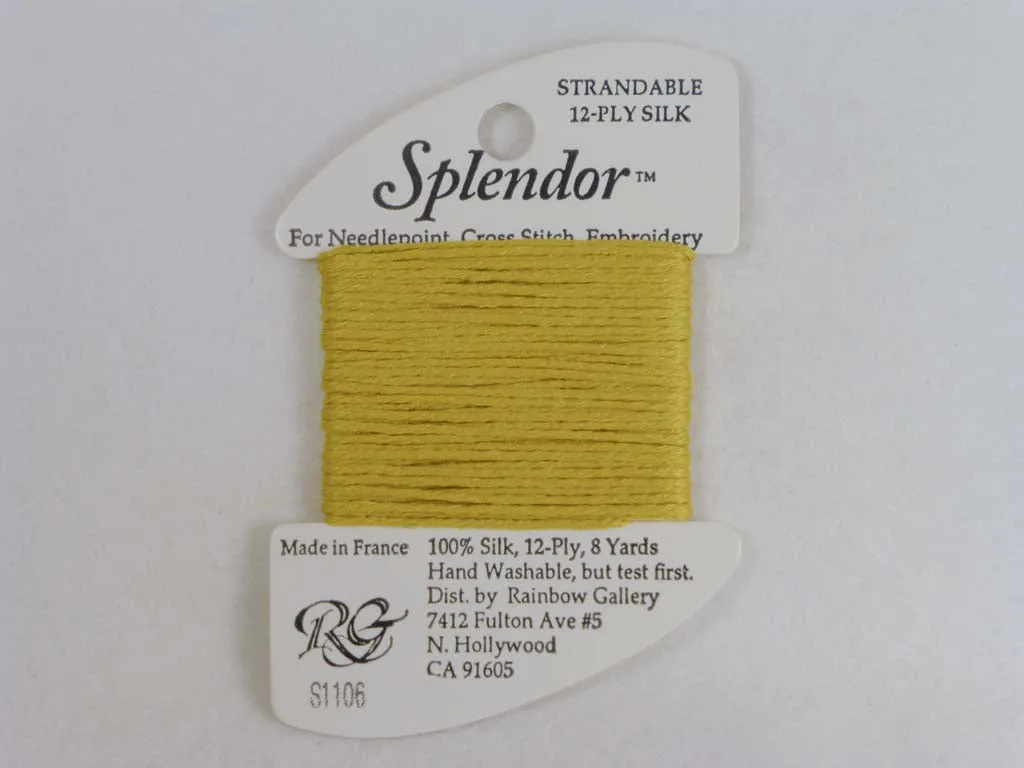 STRANDABLE
12-PLY SILK
Splendor™
For Needlepoint, Cross Stitch, Embroidery
Made in France
100% Silk, 12-Ply, 8 Yards
Hand Washable, but test first.
Dist. by Rainbow Gallery
7412 Fulton Ave #5
N. Hollywood
CA 91605
RG
S1106